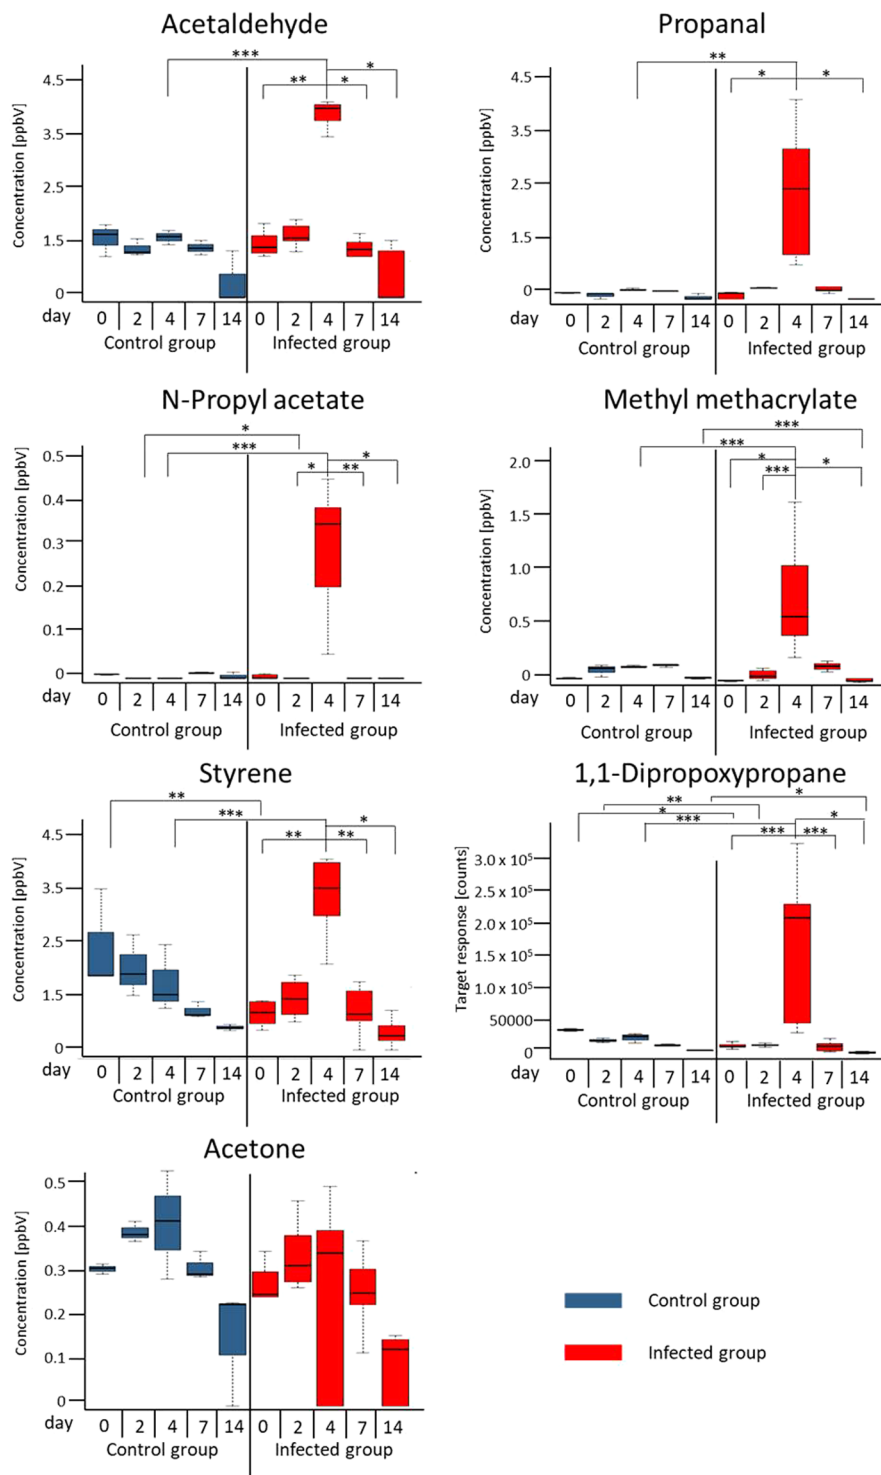 Acetaldehyde
***
*
**
*
Concentration [ppbV]
4.5
3.5
2.5
1.5
0
day
0 2 4 7 14 0 2 4 7 14
Control group Infected group
Propanal
**
*
*
Concentration [ppbV]
4.5
3.5
2.5
1.5
0
day
0 2 4 7 14 0 2 4 7 14
Control group Infected group
N-Propyl acetate
*
***
*
*
**
Concentration [ppbV]
0.5
0.4
0.3
0.2
0.1
0
day
0 2 4 7 14 0 2 4 7 14
Control group Infected group
Methyl methacrylate
***
***
*
*
***
Concentration [ppbV]
2.0
1.5
1.0
0.5
0
day
0 2 4 7 14 0 2 4 7 14
Control group Infected group
Styrene
**
***
*
**
**
Concentration [ppbV]
4.5
3.5
2.5
1.5
0
day
0 2 4 7 14 0 2 4 7 14
Control group Infected group
1,1-Dipropoxypropane
*
**
*
***
*
***
***
Target response [counts]
3.0 x 10⁵
2.5 x 10⁵
2.0 x 10⁵
1.5 x 10⁵
1.0 x 10⁵
50000
0
day
0 2 4 7 14 0 2 4 7 14
Control group Infected group
Acetone
Concentration [ppbV]
0.5
0.4
0.3
0.2
0.1
0
day
0 2 4 7 14 0 2 4 7 14
Control group Infected group
Control group
Infected group